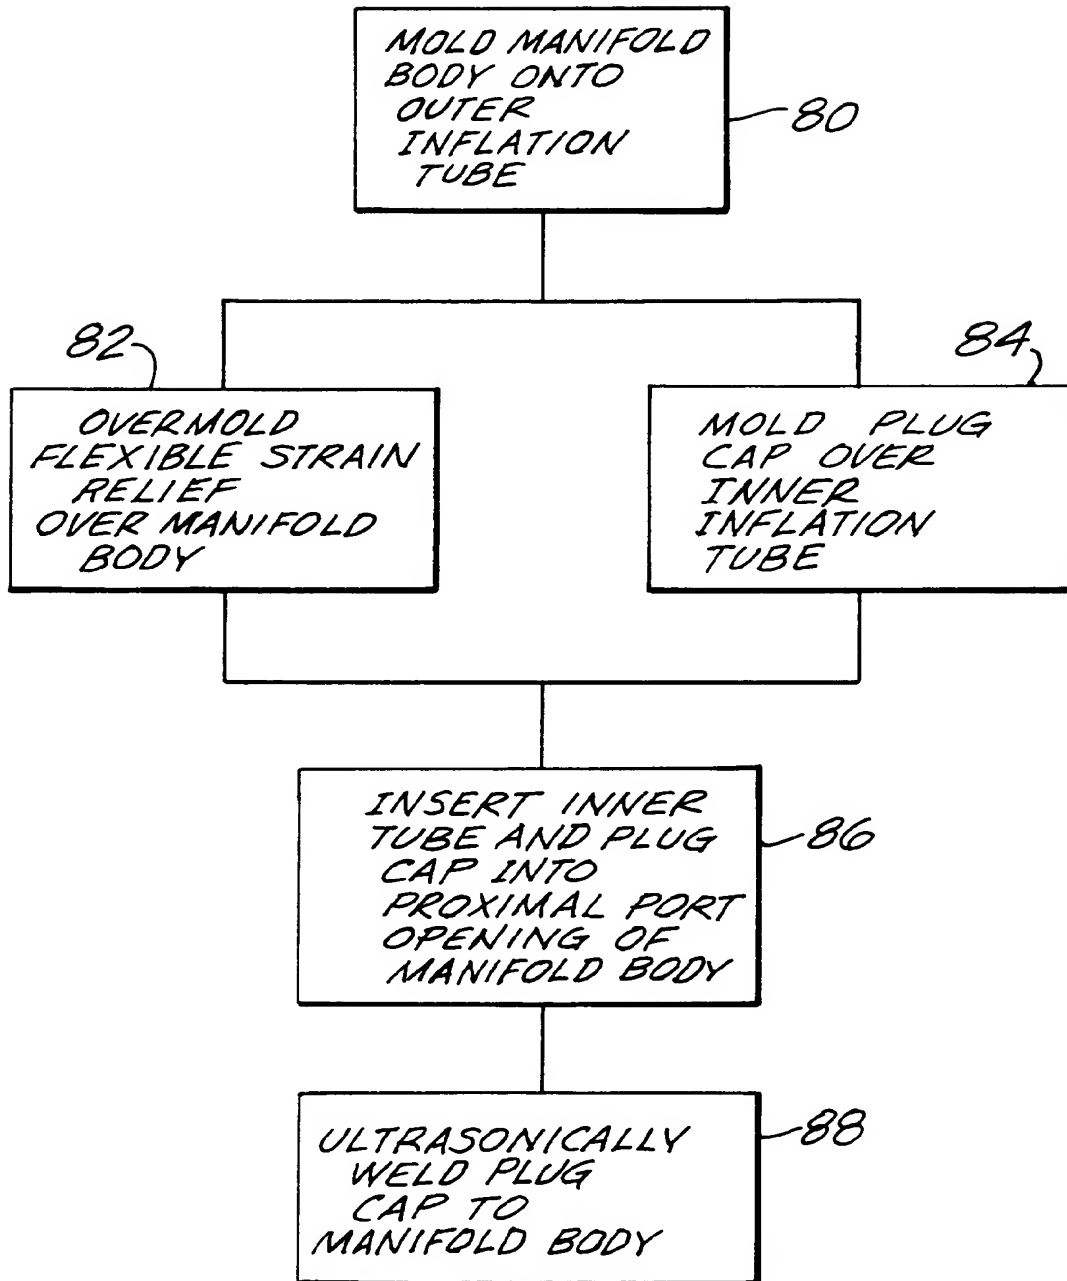 MOLD MANIFOLD
BODY ONTO
OUTER
INFLATION
TUBE
80
82
OVERMOLD
FLEXIBLE STRAIN
RELIEF
OVER MANIFOLD
BODY
84
MOLD PLUG
CAP OVER
INNER
INFLATION
TUBE
INSERT INNER
TUBE AND PLUG
CAP INTO
PROXIMAL PORT
OPENING OF
MANIFOLD BODY
86
ULTRASONICALLY
WELD PLUG
CAP TO
MANIFOLD BODY
88